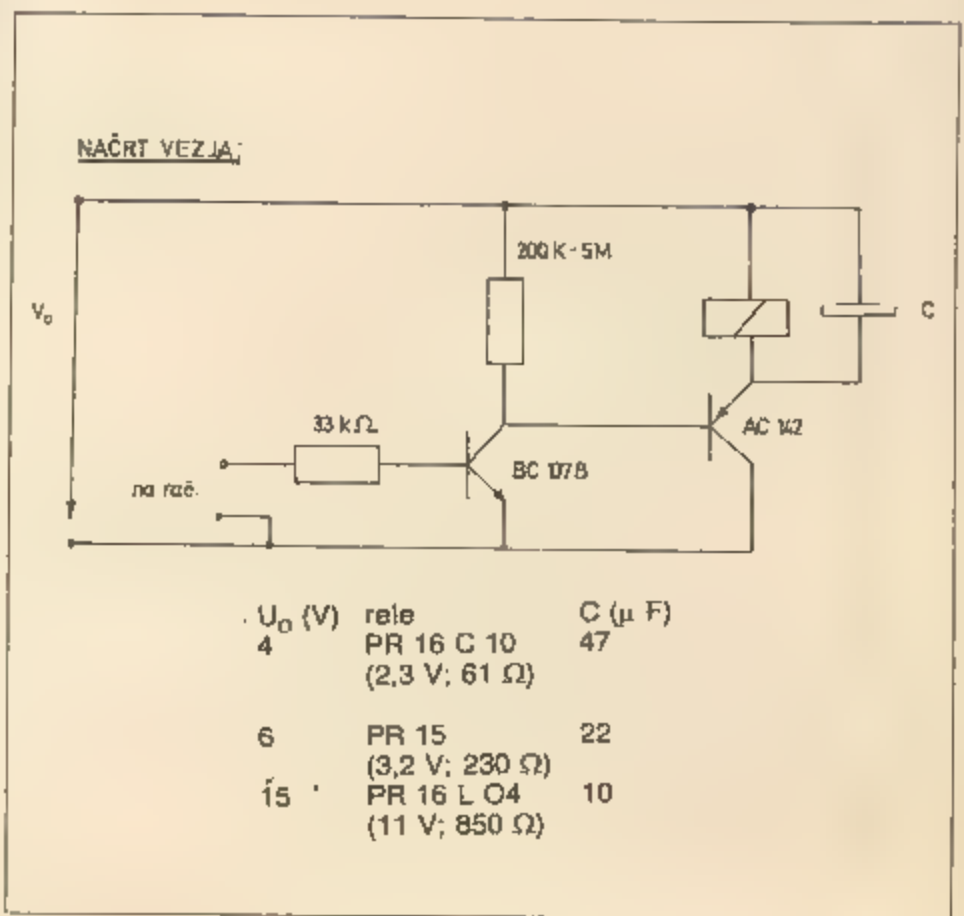 NAČRT VEZJA:
200 K - 5M
V₀
C
33 kΩ
AC 142
BC 107B
na rač.
U₀ (V) rele C (μ F)
4 PR 16 C 10 47
(2,3 V; 61 Ω)
6 PR 15 22
(3,2 V; 230 Ω)
15 PR 16 L O4 10
(11 V; 850 Ω)